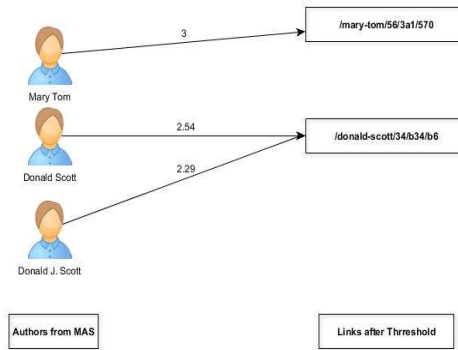 /mary-tom/56/3a1/570
3
Mary Tom
2.54
/donald-scott/34/b34/b6
Donald Scott
2.29
Donald J. Scott
Authors from MAS
Links after Thrreshold